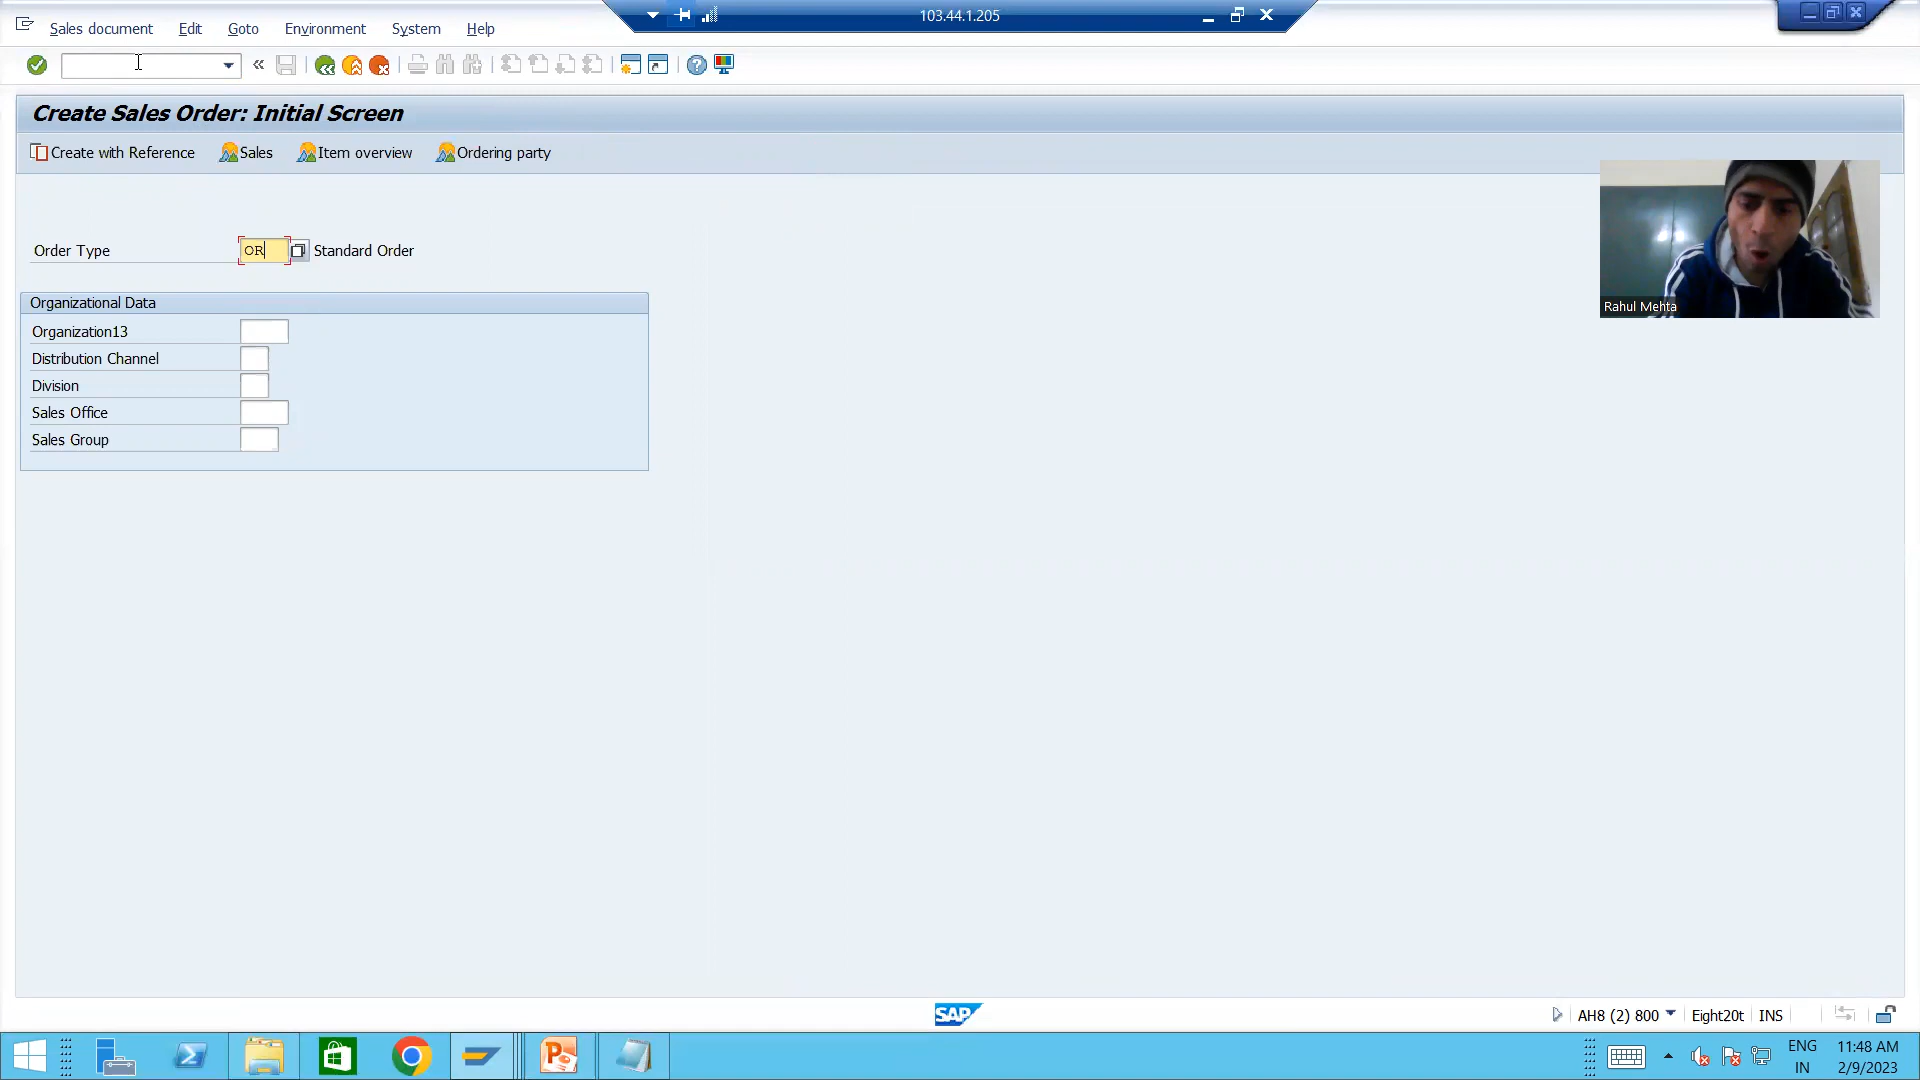 103.44.1.205
Sales document Edit Goto Environment System Help
Create Sales Order: Initial Screen
Create with Reference Sales Item overview Ordering party
Order Type OR Standard Order
Organizational Data
Organization13
Distribution Channel
Division
Sales Office
Sales Group
Rahul Mehta
SAP
AH8 (2) 800 Eight20t INS
ENG 11:48 AM
IN 2/9/2023